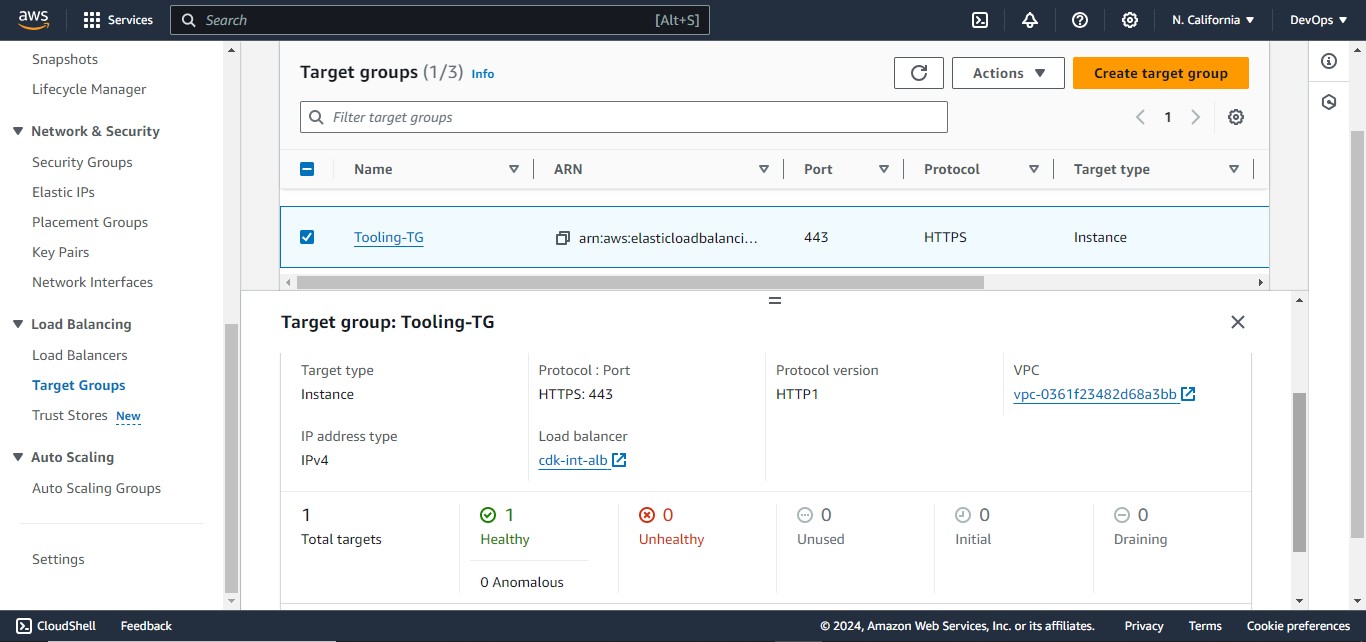 aws Services Search [Alt+S] N. California DevOps
Snapshots
Lifecycle Manager
Network & Security
Security Groups
Elastic IPs
Placement Groups
Key Pairs
Network Interfaces
Load Balancing
Load Balancers
Target Groups
Trust Stores New
Auto Scaling
Auto Scaling Groups
Settings
Target groups (1/3) Info Actions Create target group
Filter target groups 1
Name ARN Port Protocol Target type
Tooling-TG arn:aws:elasticloadbalanci... 443 HTTPS Instance
Target group: Tooling-TG
Target type Protocol : Port Protocol version VPC
Instance HTTPS: 443 HTTP1 vpc-0361f23482d68a3bb
IP address type Load balancer
IPv4 cdk-int-alb
1 1 0 0 0 0
Total targets Healthy Unhealthy Unused Initial Draining
0 Anomalous
CloudShell Feedback © 2024, Amazon Web Services, Inc. or its affiliates. Privacy Terms Cookie preferences